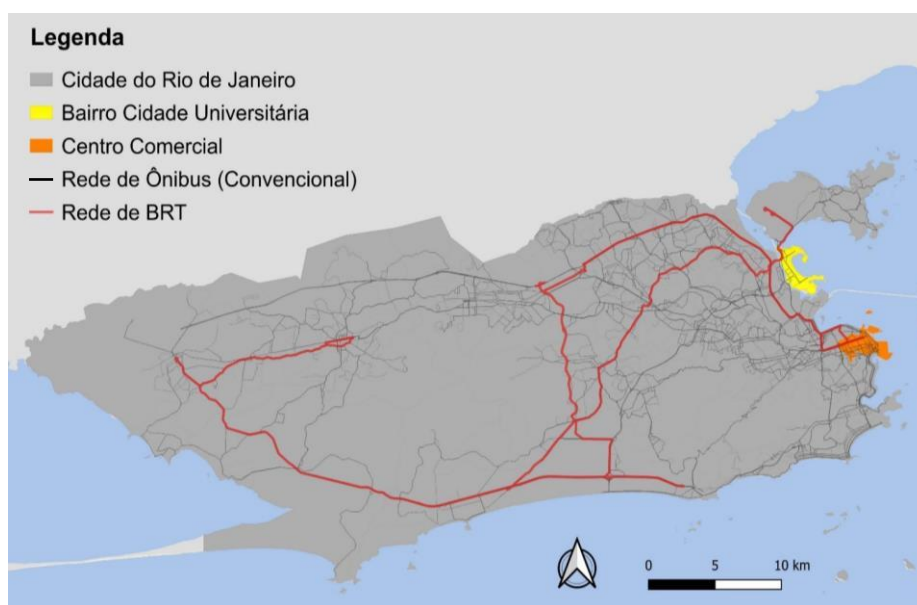 Legenda
Cidade do Rio de Janeiro
Bairro Cidade Universitária
Centro Comercial
Rede de Ônibus (Convencional)
Rede de BRT
0 5 10 km